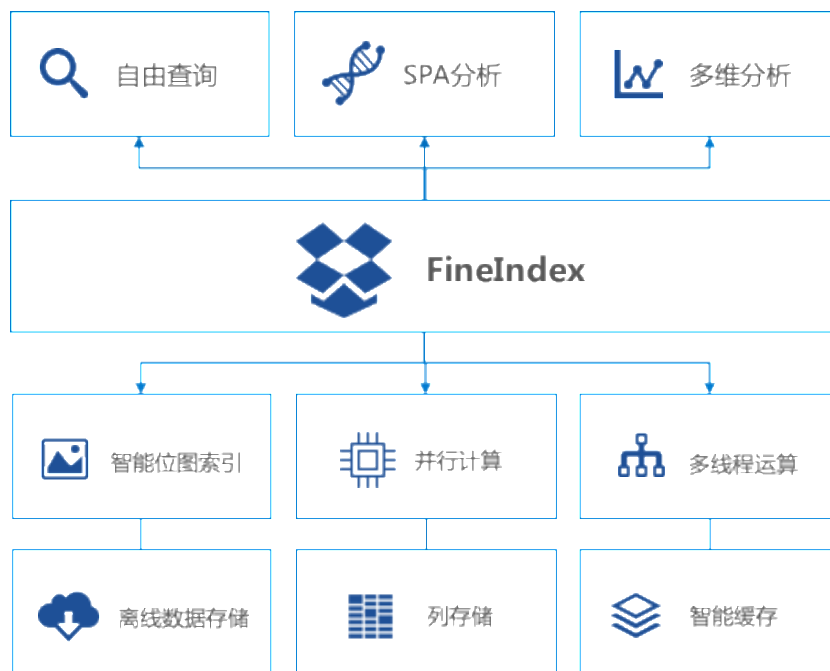 自由查询
SPA分析
多维分析
FineIndex
智能位图索引
并行计算
多线程运算
离线数据存储
列存储
智能缓存